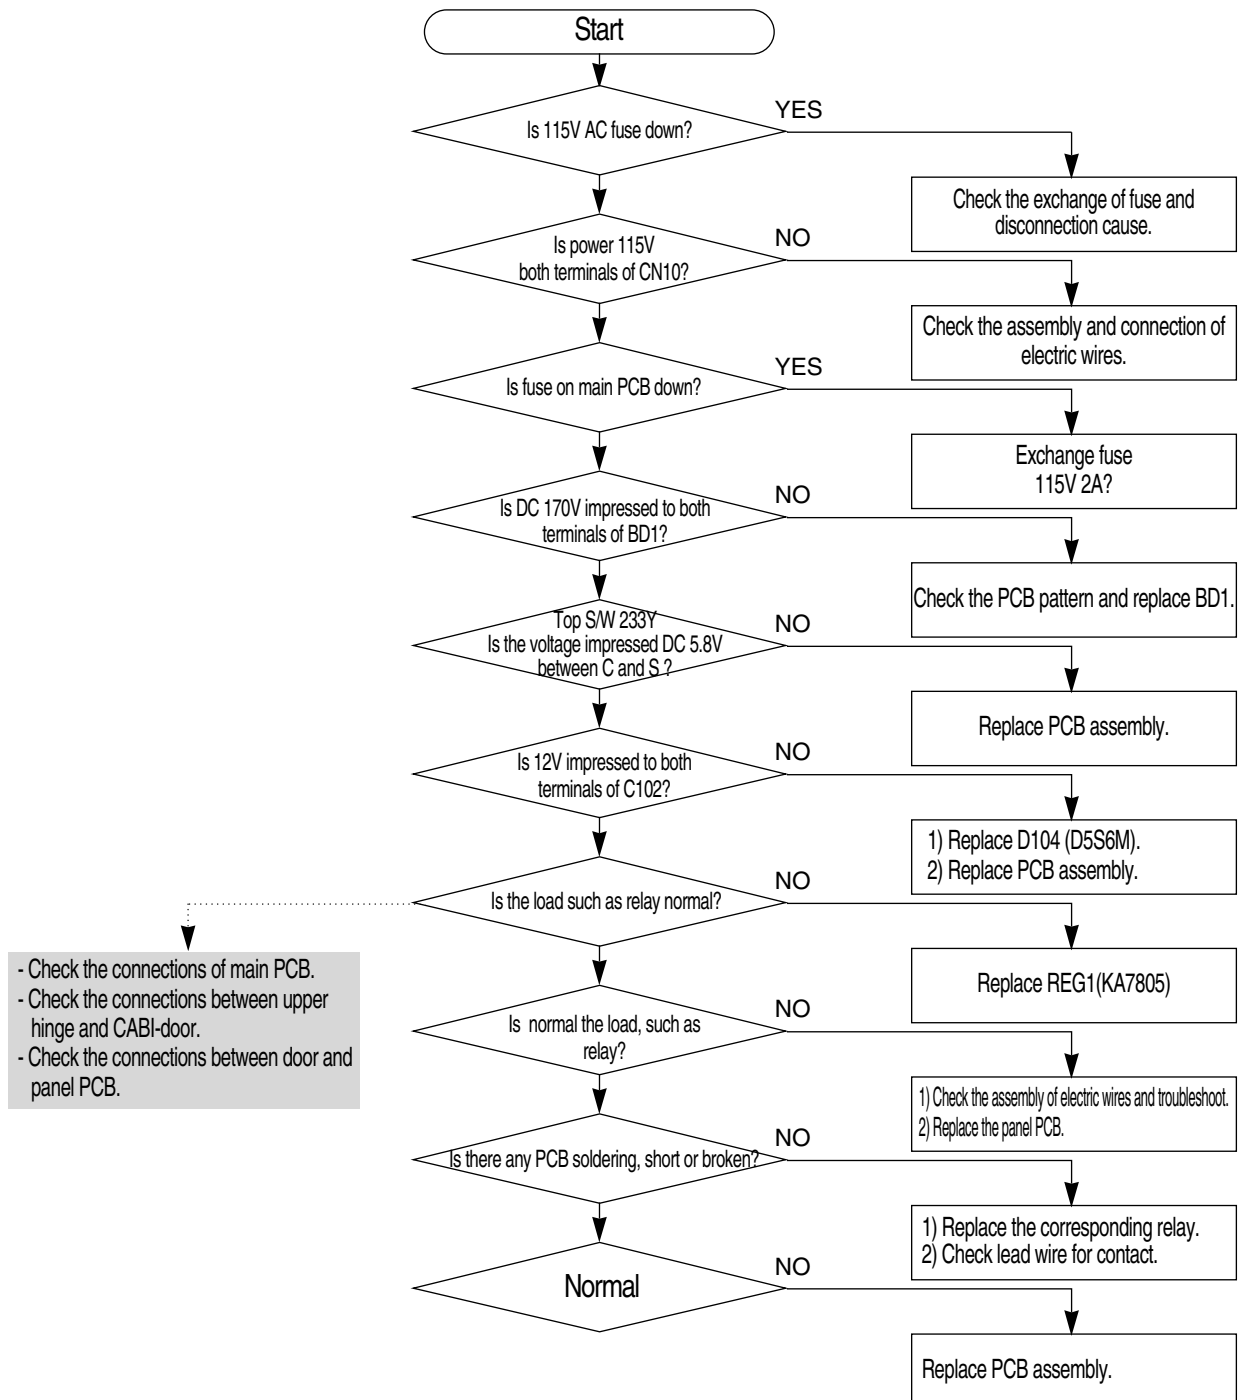 Start
Is 115V AC fuse down?
YES
Check the exchange of fuse and
disconnection cause.
Is power 115V
both terminals of CN10?
NO
Check the assembly and connection of
electric wires.
Is fuse on main PCB down?
YES
Exchange fuse
115V 2A?
Is DC 170V impressed to both
terminals of BD1?
NO
Check the PCB pattern and replace BD1.
Top S/W 233Y
Is the voltage impressed DC 5.8V
between C and S ?
NO
Replace PCB assembly.
Is 12V impressed to both
terminals of C102?
NO
1) Replace D104 (D5S6M).
2) Replace PCB assembly.
Is the load such as relay normal?
NO
Replace REG1(KA7805)
- Check the connections of main PCB.
- Check the connections between upper
hinge and CABI-door.
- Check the connections between door and
panel PCB.
Is normal the load, such as
relay?
NO
1) Check the assembly of electric wires and troubleshoot.
2) Replace the panel PCB.
Is there any PCB soldering, short or broken?
NO
1) Replace the corresponding relay.
2) Check lead wire for contact.
Normal
NO
Replace PCB assembly.